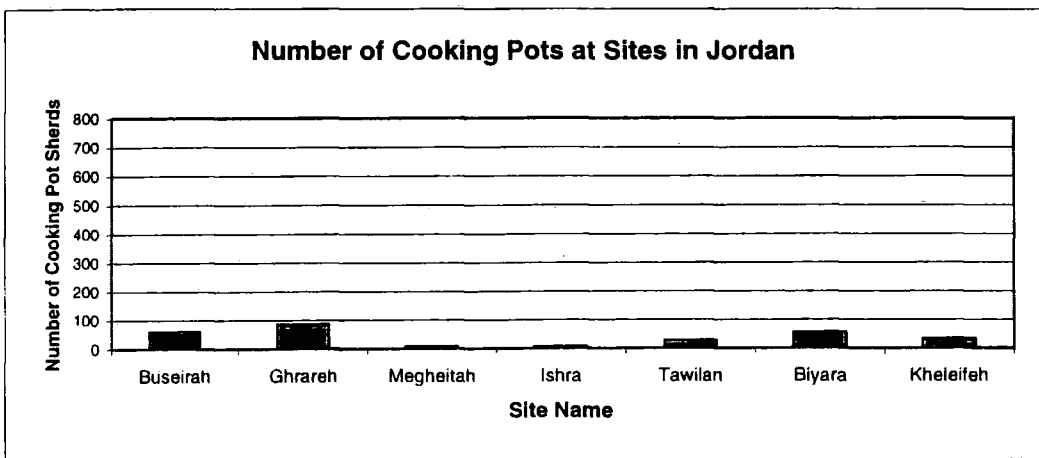 Number of Cooking Pots at Sites in Jordan
Number of Cooking Pot Sherds
800
700
600
500
400
300
200
100
0
Buseirah Ghrareh Megheitah Ishra Tawilan Biyara Kheleifeh
Site Name